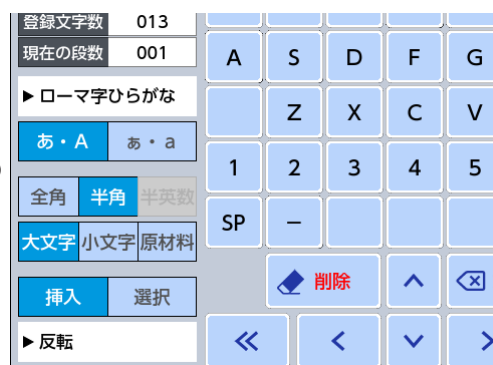 登録文字数 013
現在の段数 001
▶ ローマ字ひらがな
あ・A あ・a
全角 半角 半英数
大文字 小文字 原材料
挿入 選択
▶ 反転
A S D F G
Z X C V
1 2 3 4 5
SP −
削除